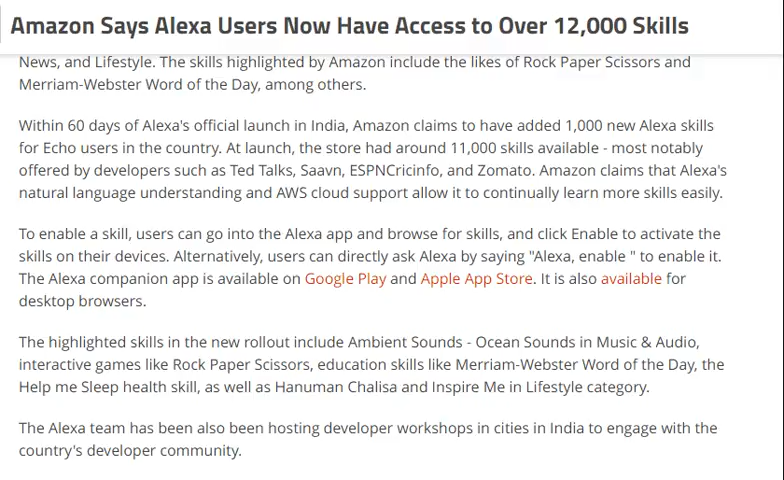 Amazon Says Alexa Users Now Have Access to Over 12,000 Skills
News, and Lifestyle. The skills highlighted by Amazon include the likes of Rock Paper Scissors and
Merriam-Webster Word of the Day, among others.
Within 60 days of Alexa's official launch in India, Amazon claims to have added 1,000 new Alexa skills
for Echo users in the country. At launch, the store had around 11,000 skills available - most notably
offered by developers such as Ted Talks, Saavn, ESPNCricinfo, and Zomato. Amazon claims that Alexa's
natural language understanding and AWS cloud support allow it to continually learn more skills easily.
To enable a skill, users can go into the Alexa app and browse for skills, and click Enable to activate the
skills on their devices. Alternatively, users can directly ask Alexa by saying "Alexa, enable " to enable it.
The Alexa companion app is available on Google Play and Apple App Store. It is also available for
desktop browsers.
The highlighted skills in the new rollout include Ambient Sounds - Ocean Sounds in Music & Audio,
interactive games like Rock Paper Scissors, education skills like Merriam-Webster Word of the Day, the
Help me Sleep health skill, as well as Hanuman Chalisa and Inspire Me in Lifestyle category.
The Alexa team has been also been hosting developer workshops in cities in India to engage with the
country's developer community.